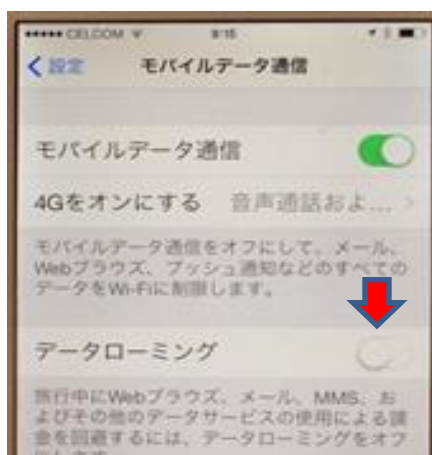 CELCOM 9:15
設定 モバイルデータ通信
モバイルデータ通信
4Gをオンにする 音声通話およ... >
モバイルデータ通信をオフにして、メール、
Webブラウズ、プッシュ通知などのすべての
データをWi-Fiに制限します。
データローミング
旅行中にWebブラウズ、メール、MMS、お
よびその他のデータサービスの使用による課
金を回避するには、データローミングをオフ
にします。